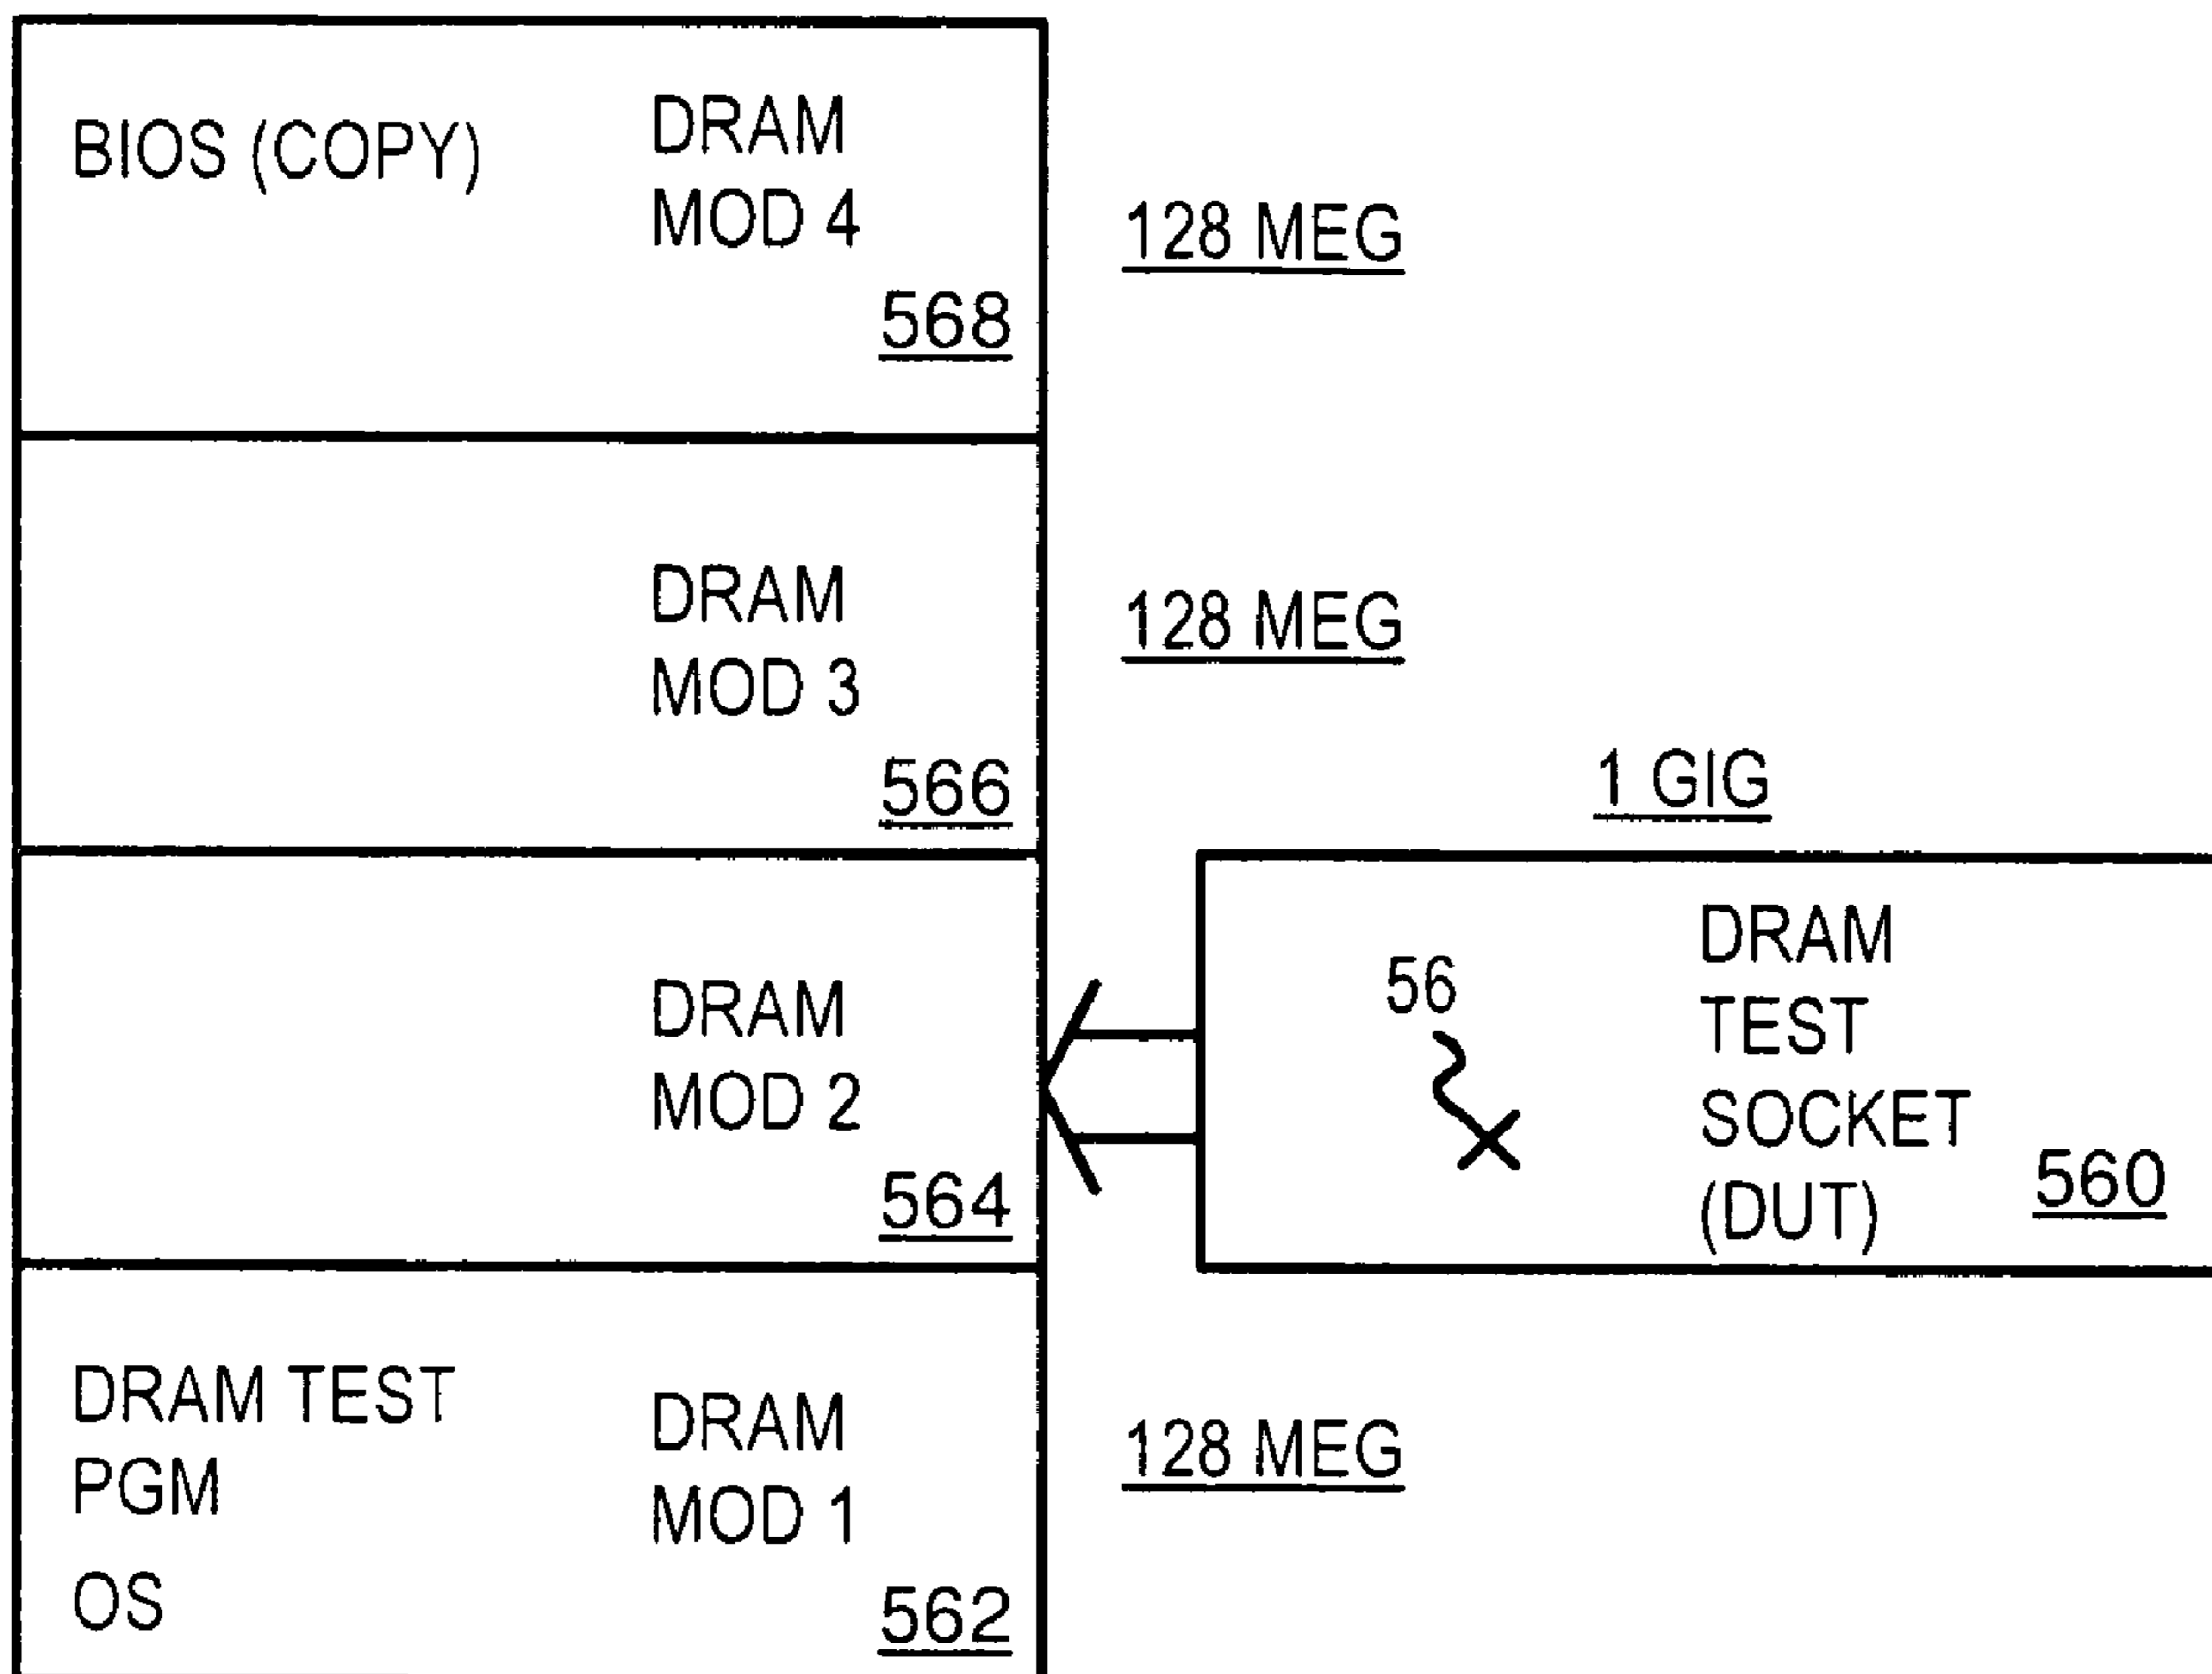 BIOS (COPY)
DRAM
MOD 4
568
128 MEG
DRAM
MOD 3
566
128 MEG
1 GIG
DRAM
MOD 2
564
56
DRAM
TEST
SOCKET
(DUT)
560
DRAM TEST
PGM
OS
DRAM
MOD 1
562
128 MEG